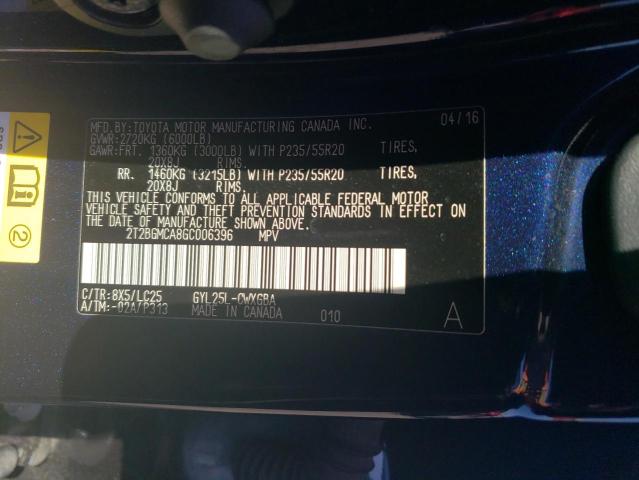 MFD.BY:TOYOTA MOTOR MANUFACTURING CANADA INC. 04/16
GVWR:2720KG (6000LB)
GAWR:FRT. 1360KG (3000LB) WITH P235/55R20 TIRES,
20X8J RIMS,
RR. 1460KG (3215LB) WITH P235/55R20 TIRES,
20X8J RIMS.
THIS VEHICLE CONFORMS TO ALL APPLICABLE FEDERAL MOTOR
VEHICLE SAFETY AND THEFT PREVENTION STANDARDS IN EFFECT
ON THE DATE OF MANUFACTURE SHOWN ABOVE.
2T2BGMCA8GC006396 MPV
C/TR:8X5/LC25 GYL25L-CWXGBA
A/TM:-02A/P313 MADE IN CANADA 010
A
2